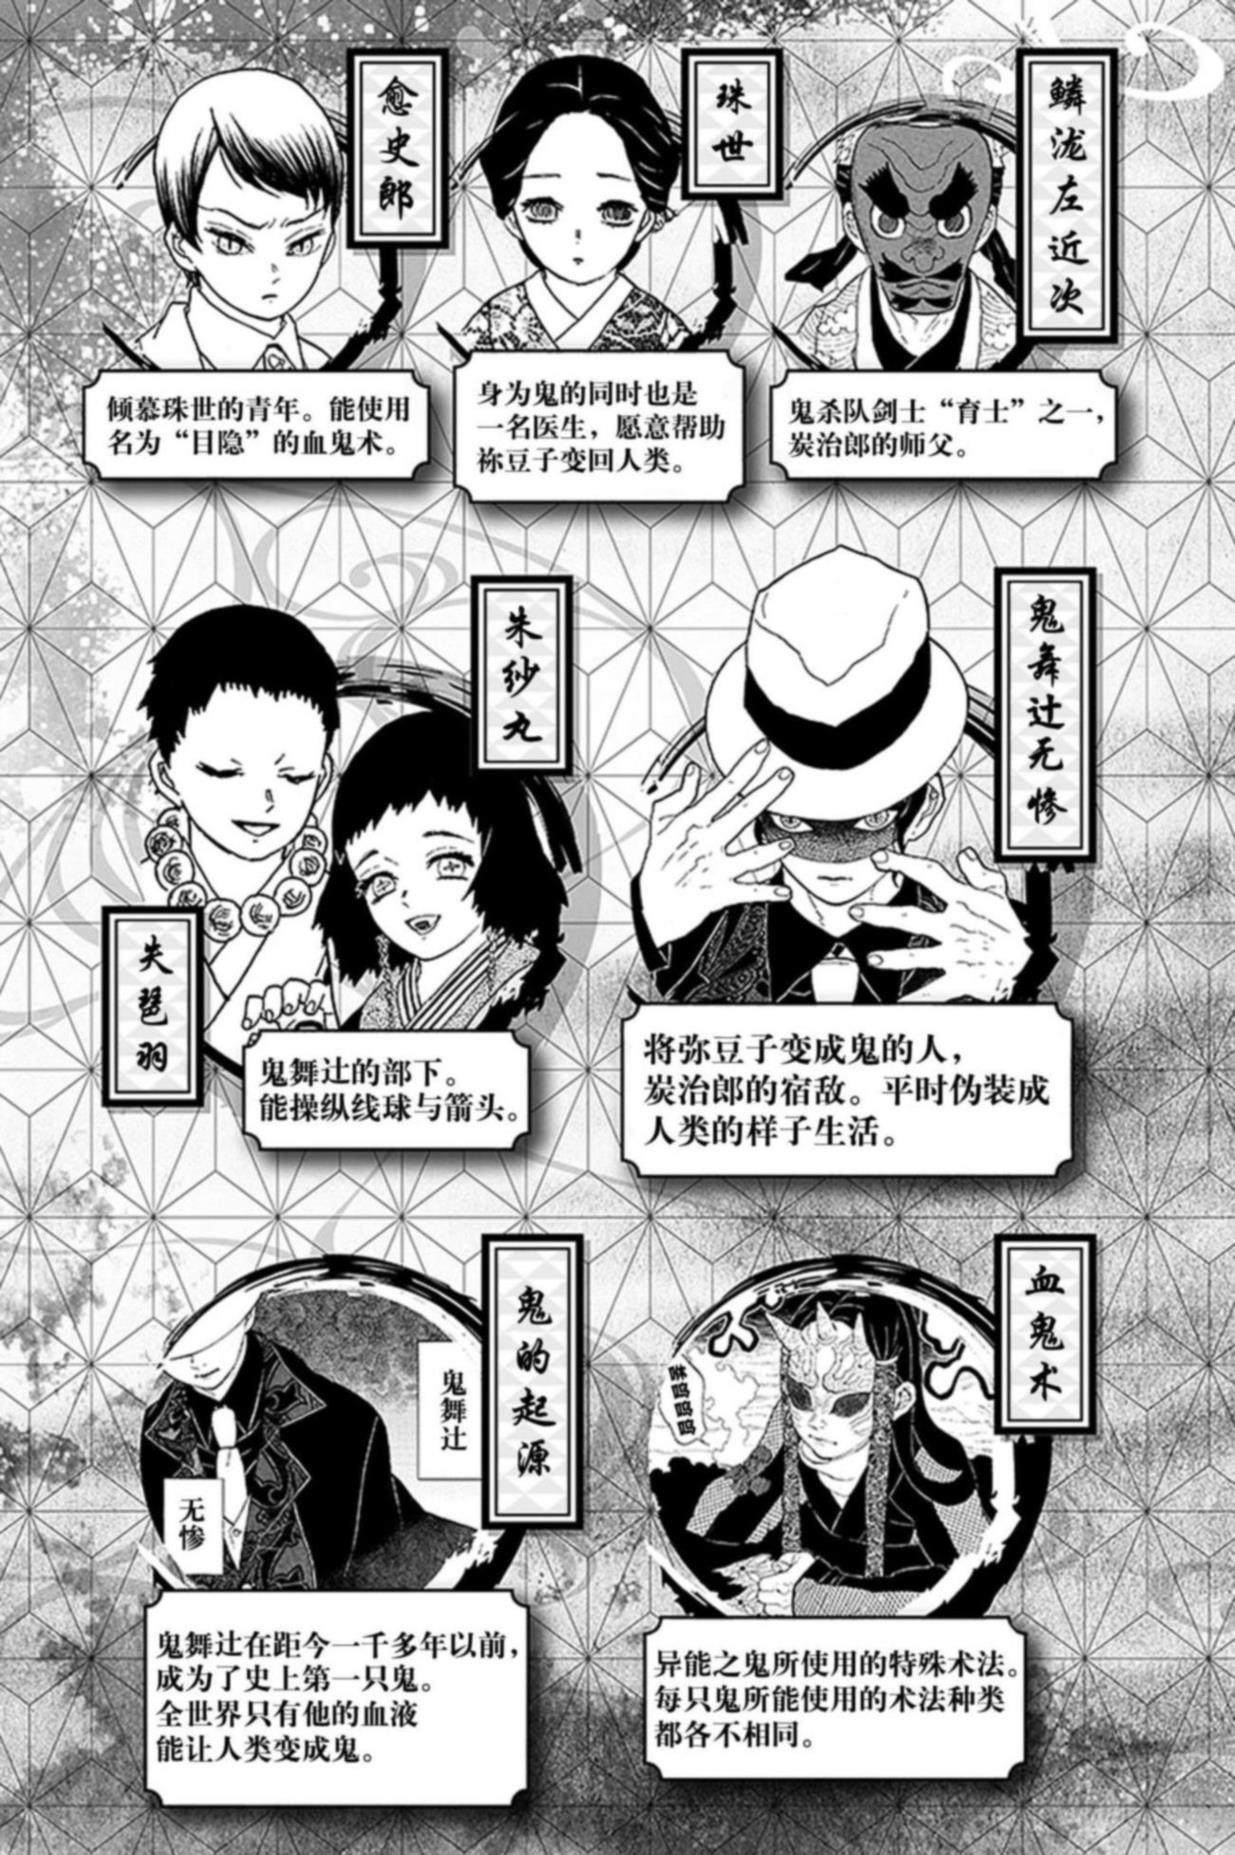 鳞泷左近次
鬼杀队剑士“育士”之一，
炭治郎的师父。
珠世
身为鬼的同时也是
一名医生，愿意帮助
祢豆子变回人类。
愈史郎
倾慕珠世的青年。能使用
名为“目隐”的血鬼术。
鬼舞辻无惨
将弥豆子变成鬼的人，
炭治郎的宿敌。平时伪装成
人类的样子生活。
朱纱丸
矢琶羽
鬼舞辻的部下。
能操纵线球与箭头。
血鬼术
异能之鬼所使用的特殊术法。
每只鬼所能使用的术法种类
都各不相同。
鬼的起源
鬼舞辻
无惨
鬼舞辻在距今一千多年以前，
成为了史上第一只鬼。
全世界只有他的血液
能让人类变成鬼。